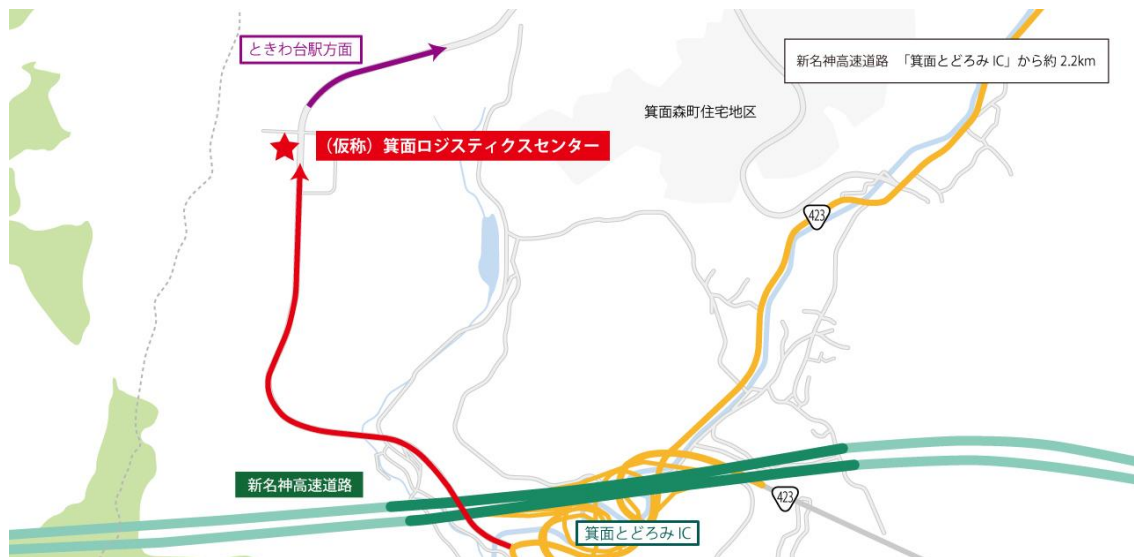 ときわ台駅方面
新名神高速道路 「箕面とどろみ IC」から約 2.2km
箕面森町住宅地区
（仮称）箕面ロジスティクスセンター
423
新名神高速道路
423
箕面とどろみ IC